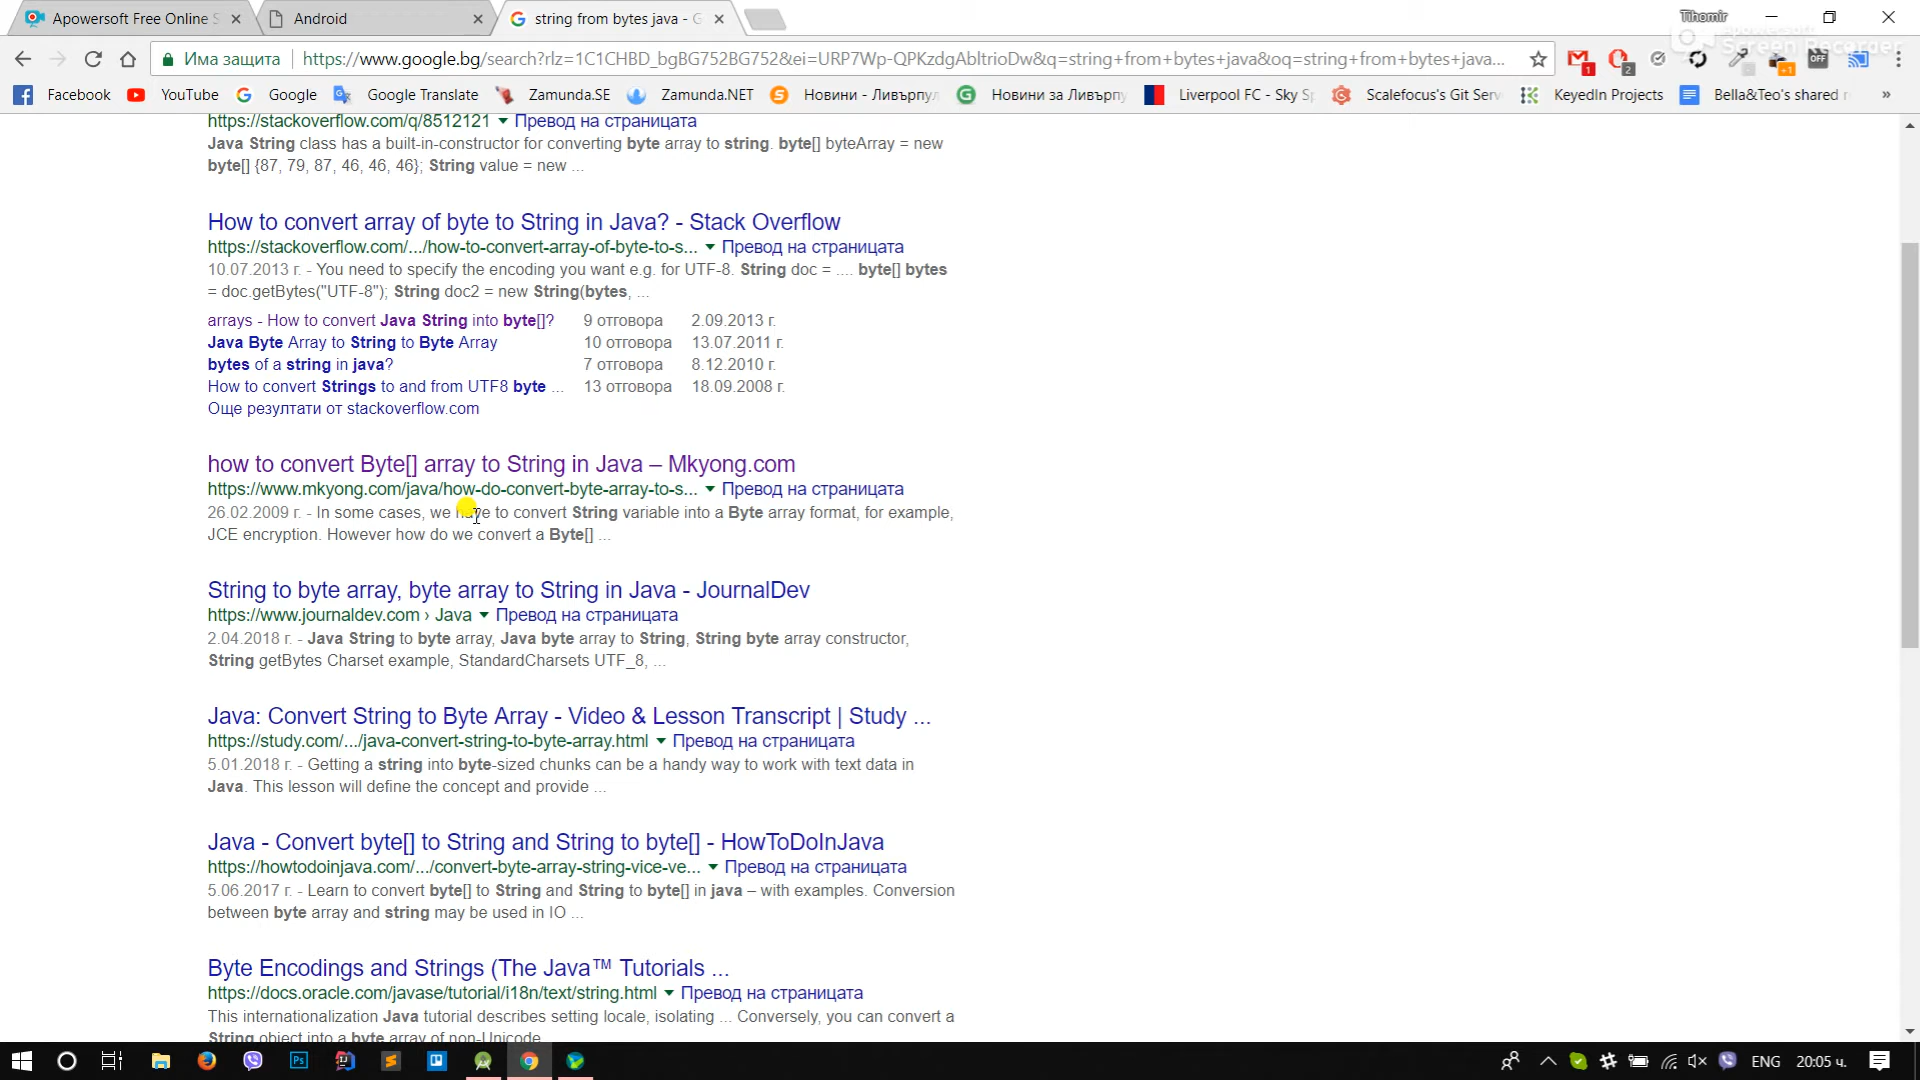 Apowersoft Free Online S
Android
string from bytes java - G
Tihomir
Има защита
https://www.google.bg/search?rlz=1C1CHBD_bgBG752BG752&ei=URP7Wp-QPKzdgAbltrioDw&q=string+from+bytes+java&oq=string+from+bytes+java...
Apowersoft
Screen Recorder
Facebook
YouTube
Google
Google Translate
Zamunda.SE
Zamunda.NET
Новини - Ливърпул
Новини за Ливърпу
Liverpool FC - Sky S
Scalefocus's Git Serv
KeyedIn Projects
Bella&Teo's shared r
»
https://stackoverflow.com/q/8512121 Превод на страницата
Java String class has a built-in-constructor for converting byte array to string. byte[] byteArray = new
byte[] {87, 79, 87, 46, 46, 46}; String value = new ...
How to convert array of byte to String in Java? - Stack Overflow
https://stackoverflow.com/.../how-to-convert-array-of-byte-to-s... Превод на страницата
10.07.2013 г. - You need to specify the encoding you want e.g. for UTF-8. String doc = .... byte[] bytes
= doc.getBytes("UTF-8"); String doc2 = new String(bytes, ...
arrays - How to convert Java String into byte[]? 9 отговора 2.09.2013 г.
Java Byte Array to String to Byte Array 10 отговора 13.07.2011 г.
bytes of a string in java? 7 отговора 8.12.2010 г.
How to convert Strings to and from UTF8 byte ... 13 отговора 18.09.2008 г.
Още резултати от stackoverflow.com
how to convert Byte[] array to String in Java – Mkyong.com
https://www.mkyong.com/java/how-do-convert-byte-array-to-s... Превод на страницата
26.02.2009 г. - In some cases, we have to convert String variable into a Byte array format, for example,
JCE encryption. However how do we convert a Byte[] ...
String to byte array, byte array to String in Java - JournalDev
https://www.journaldev.com › Java Превод на страницата
2.04.2018 г. - Java String to byte array, Java byte array to String, String byte array constructor,
String getBytes Charset example, StandardCharsets UTF_8, ...
Java: Convert String to Byte Array - Video & Lesson Transcript | Study ...
https://study.com/.../java-convert-string-to-byte-array.html Превод на страницата
5.01.2018 г. - Getting a string into byte-sized chunks can be a handy way to work with text data in
Java. This lesson will define the concept and provide ...
Java - Convert byte[] to String and String to byte[] - HowToDoInJava
https://howtodoinjava.com/.../convert-byte-array-string-vice-ve... Превод на страницата
5.06.2017 г. - Learn to convert byte[] to String and String to byte[] in java – with examples. Conversion
between byte array and string may be used in IO ...
Byte Encodings and Strings (The Java™ Tutorials ...
https://docs.oracle.com/javase/tutorial/i18n/text/string.html Превод на страницата
This internationalization Java tutorial describes setting locale, isolating ... Conversely, you can convert a
String object into a byte array of non-Unicode
ENG
20:05 ч.